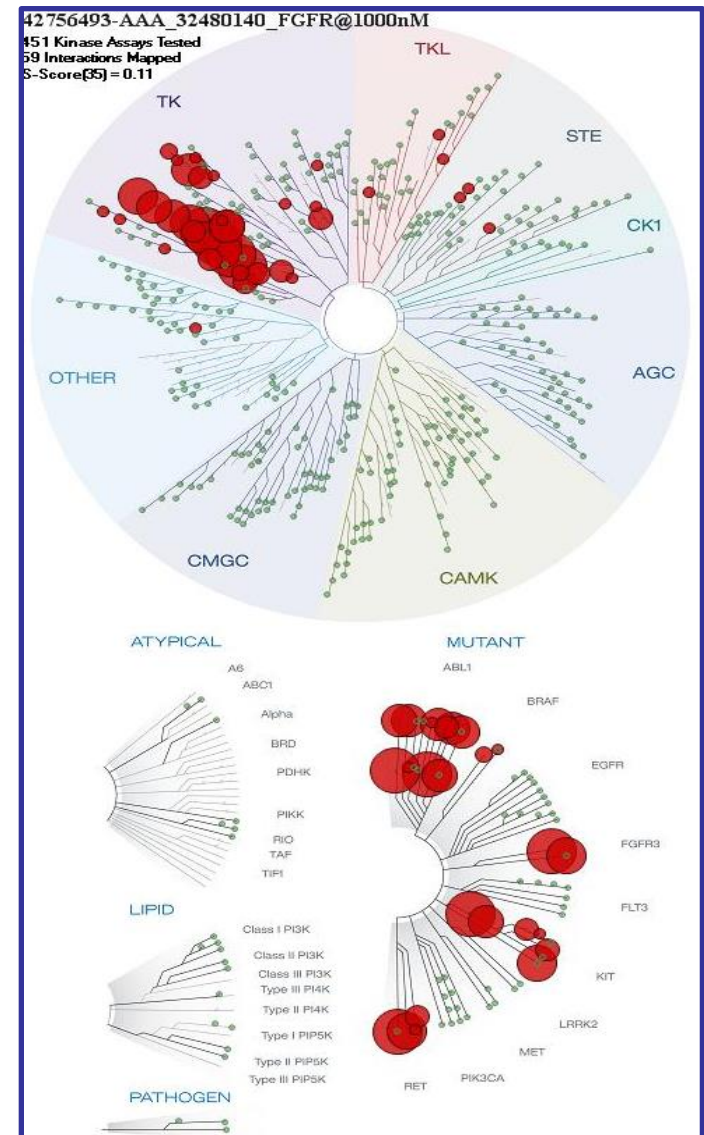 42756493-AAA_32480140_FGFR@1000nM
451 Kinase Assays Tested
59 Interactions Mapped
S-Score(35) = 0.11
TKL
TK
STE
CK1
AGC
OTHER
CMGC
CAMK
ATYPICAL
A6
ABC1
Alpha
BRD
PDHK
PIKK
RIO
TAF
TIF1
MUTANT
ABL1
BRAF
EGFR
FGFR3
FLT3
KIT
LRRK2
MET
PIK3CA
RET
LIPID
Class I PI3K
Class II PI3K
Class III PI3K
Type III PI4K
Type II PI4K
Type I PIP5K
Type II PIP5K
Type III PIP5K
PATHOGEN